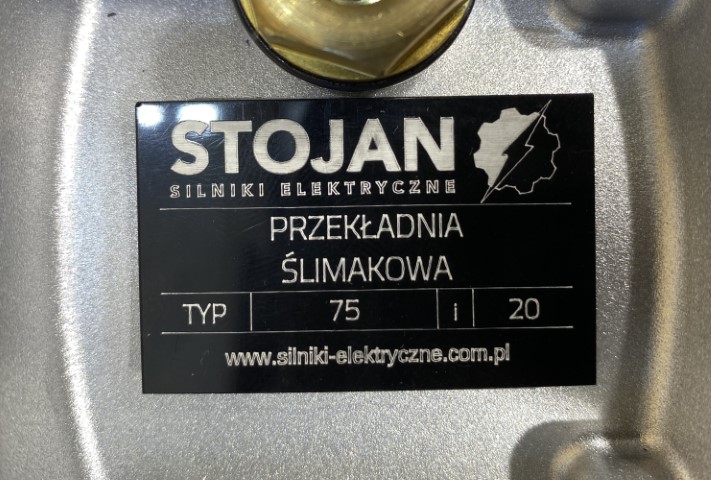 STOJAN
SILNIKI ELEKTRYCZNE
PRZEKŁADNIA
ŚLIMAKOWA
TYP 75 i 20
www.silniki-elektryczne.com.pl